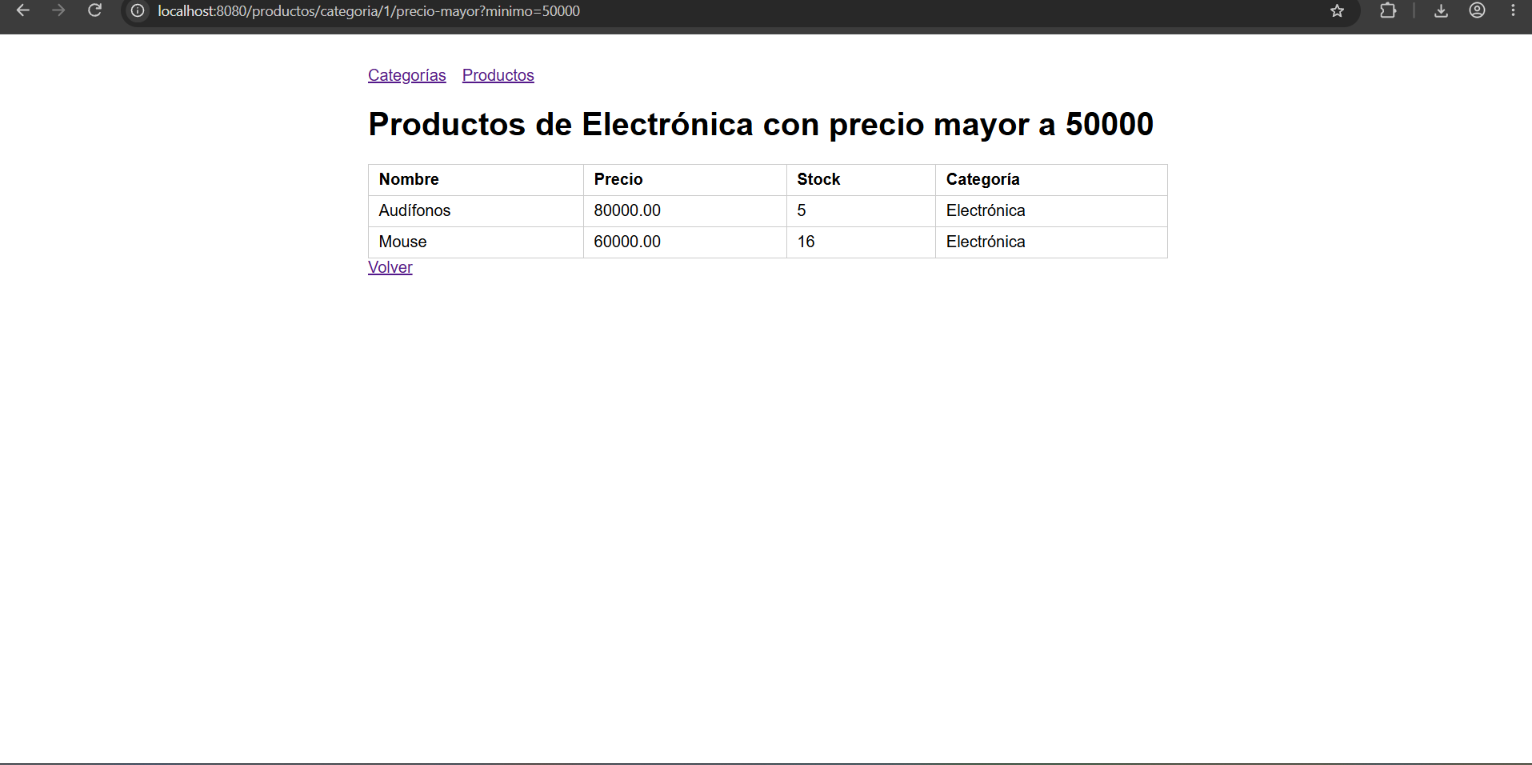 localhost:8080/productos/categoria/1/precio-mayor?minimo=50000
Categorías Productos
Productos de Electrónica con precio mayor a 50000
Nombre Precio Stock Categoría
Audífonos 80000.00 5 Electrónica
Mouse 60000.00 16 Electrónica
Volver